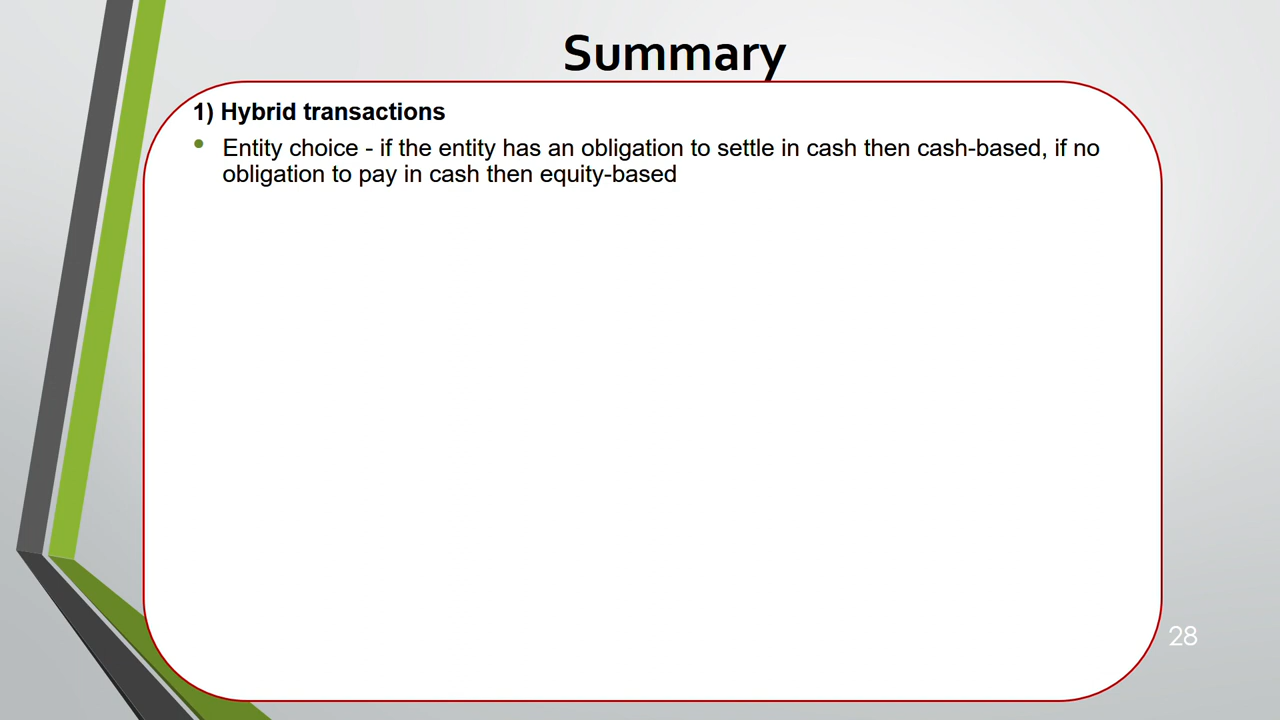 Summary
1) Hybrid transactions
• Entity choice - if the entity has an obligation to settle in cash then cash-based, if no
obligation to pay in cash then equity-based
28